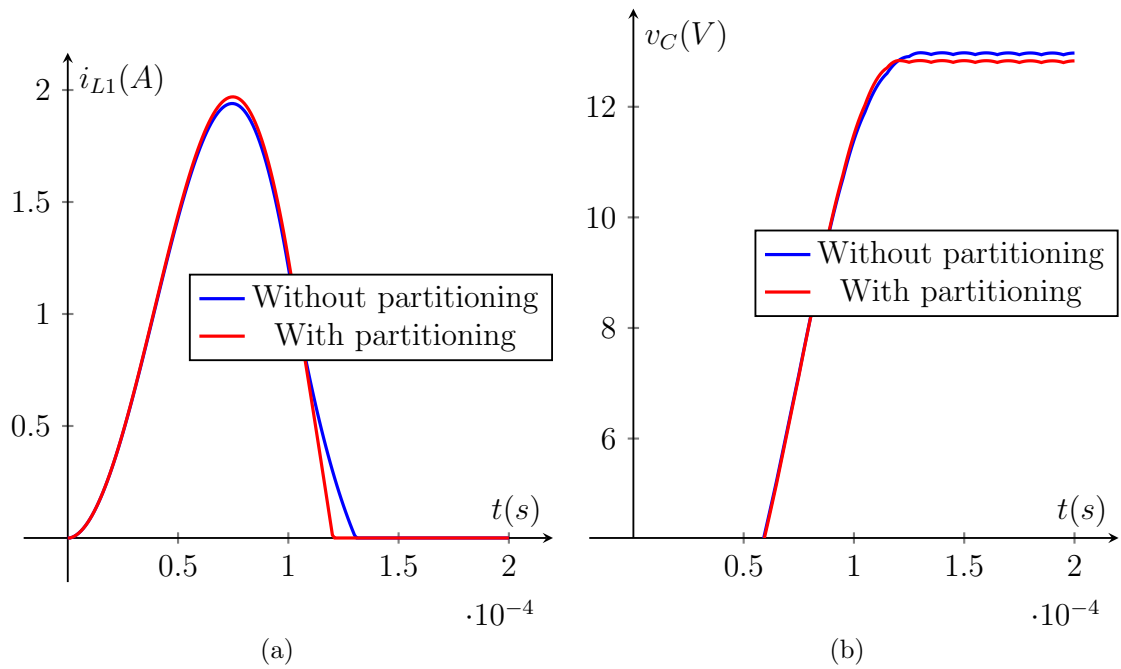 i_{L1}(A)
2
1.5
1
0.5
Without partitioning
With partitioning
t(s)
0.5 1 1.5 2
·10^{-4}
(a)
v_C(V)
12
10
8
6
Without partitioning
With partitioning
t(s)
0.5 1 1.5 2
·10^{-4}
(b)